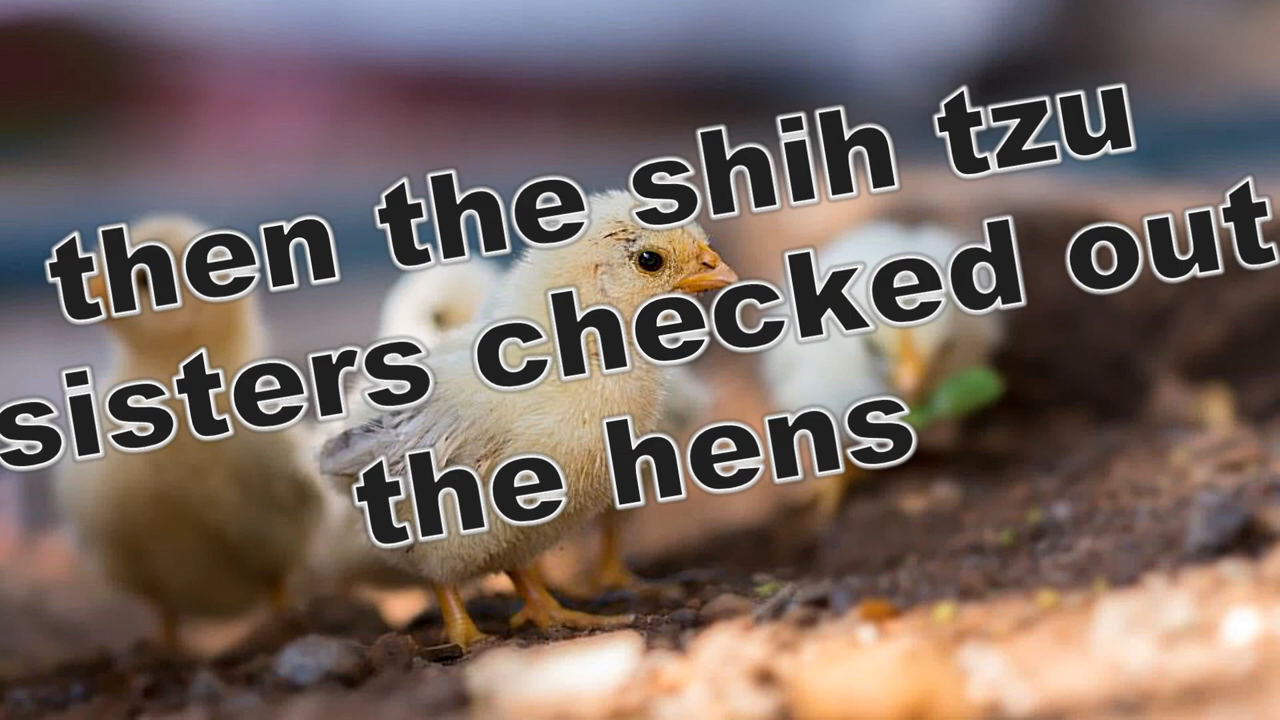 then the shih tzu
sisters checked out
the hens